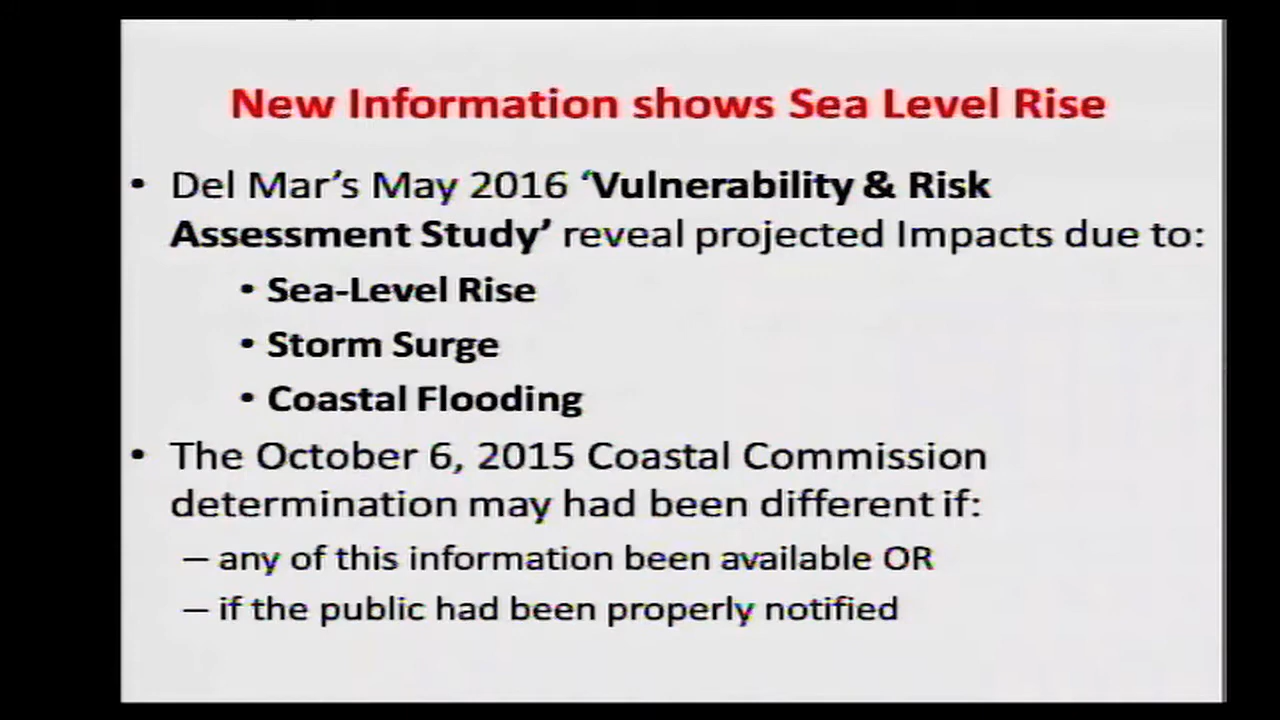 New Information shows Sea Level Rise
• Del Mar’s May 2016 ‘Vulnerability & Risk
Assessment Study’ reveal projected Impacts due to:
• Sea-Level Rise
• Storm Surge
• Coastal Flooding
• The October 6, 2015 Coastal Commission
determination may had been different if:
– any of this information been available OR
– if the public had been properly notified